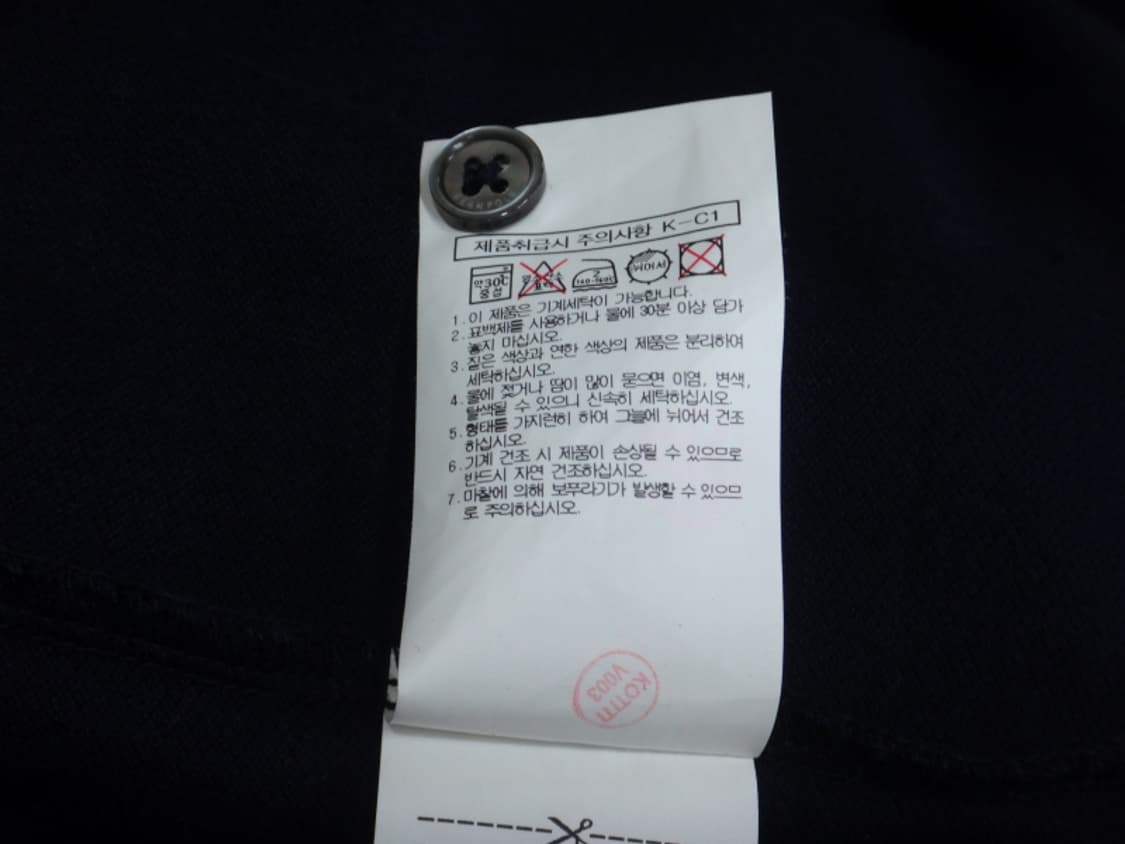 제품취급시 주의사항 K-C1
약30℃
중성
2
140~160℃
뉘어서
1. 이 제품은 기계세탁이 가능합니다.
2. 표백제를 사용하거나 물에 30분 이상 담가
놓지 마십시오.
3. 짙은 색상과 연한 색상의 제품은 분리하여
세탁하십시오.
4. 물에 젖거나 땀이 많이 묻으면 이염, 변색,
탈색될 수 있으니 신속히 세탁하십시오.
5. 형태를 가지런히 하여 그늘에 뉘어서 건조
하십시오.
6. 기계 건조 시 제품이 손상될 수 있으므로
반드시 자연 건조하십시오.
7. 마찰에 의해 보푸라기가 발생할 수 있으므
로 주의하십시오.
KOTITI
V003